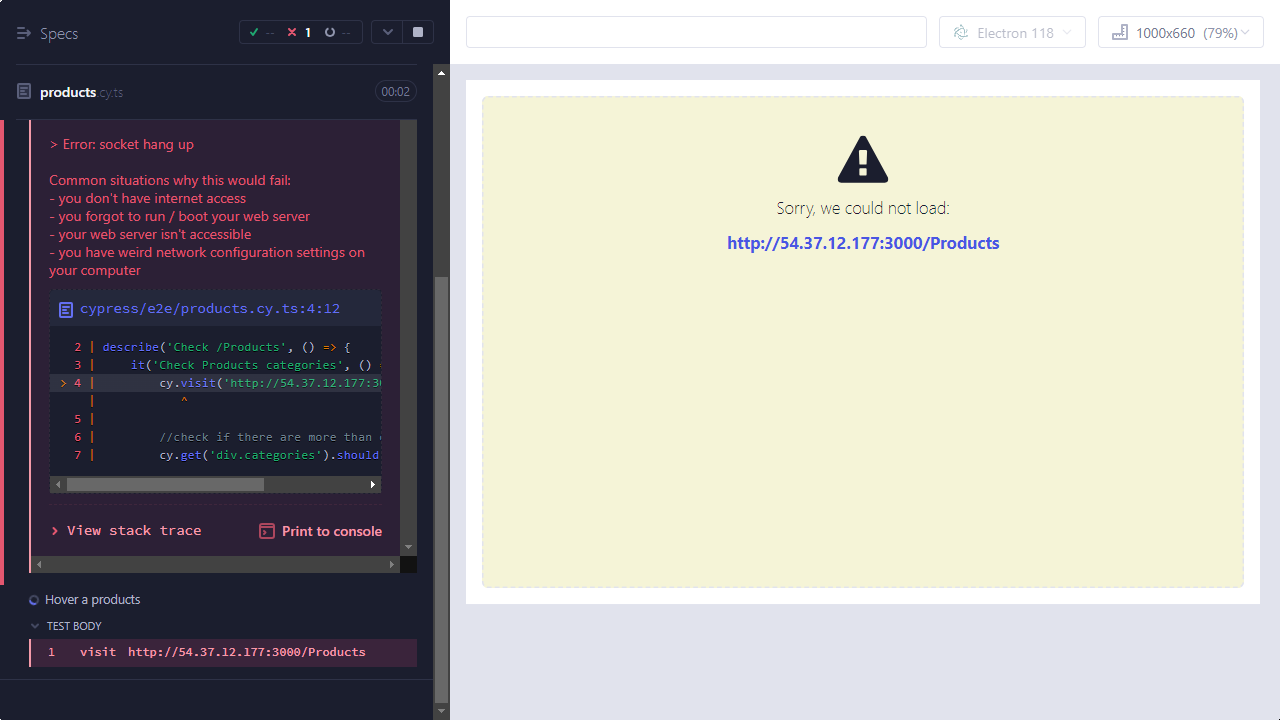 Specs
-- 1 --
products.cy.ts
00:02
> Error: socket hang up
Common situations why this would fail:
- you don't have internet access
- you forgot to run / boot your web server
- your web server isn't accessible
- you have weird network configuration settings on
your computer
cypress/e2e/products.cy.ts:4:12
2 | describe('Check /Products', () => {
3 | it('Check Products categories', ()
> 4 | cy.visit('http://54.37.12.177:30
| ^
5 |
6 | //check if there are more than
7 | cy.get('div.categories').should
> View stack trace
Print to console
Hover a products
TEST BODY
1 visit http://54.37.12.177:3000/Products
Electron 118
1000x660 (79%)
Sorry, we could not load:
http://54.37.12.177:3000/Products